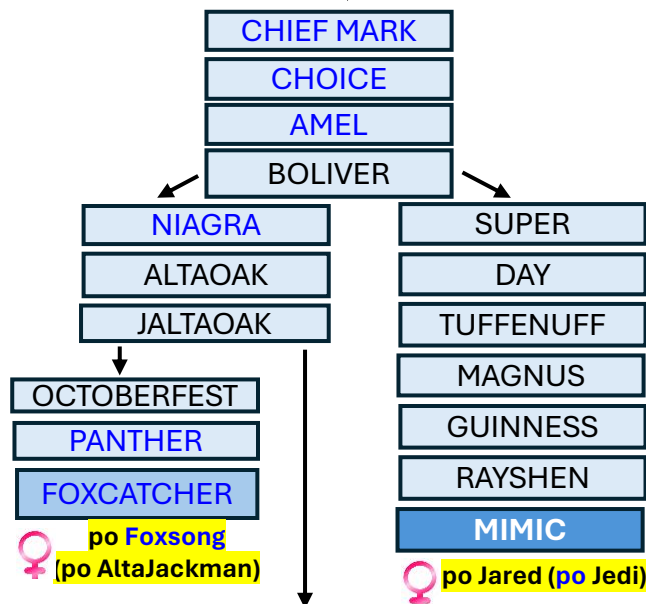 CHIEF MARK
CHOICE
AMEL
BOLIVER
NIAGRA
ALTAOAK
JALTAOAK
OCTOBERFEST
PANTHER
FOXCATCHER
po Foxsong
(po AltaJackman)
SUPER
DAY
TUFFENUFF
MAGNUS
GUINNESS
RAYSHEN
MIMIC
po Jared (po Jedi)